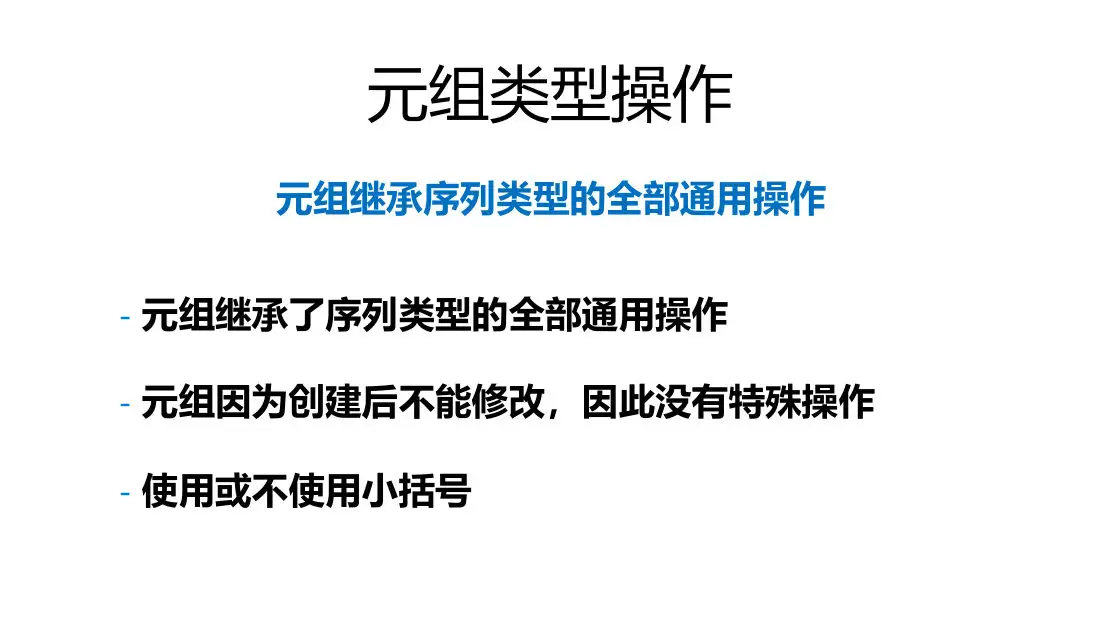 元组类型操作
元组继承序列类型的全部通用操作
- 元组继承了序列类型的全部通用操作
- 元组因为创建后不能修改，因此没有特殊操作
- 使用或不使用小括号